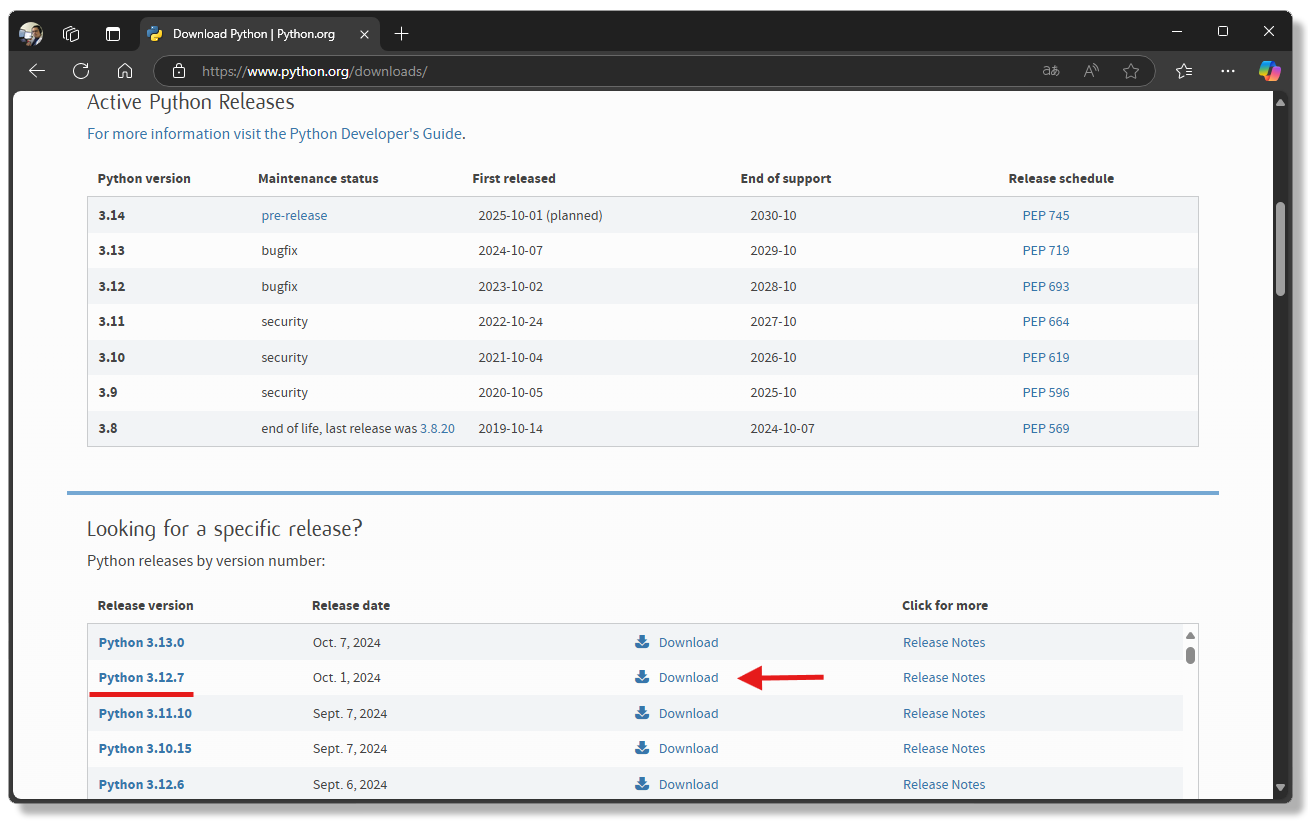 Download Python | Python.org
https://www.python.org/downloads/
Active Python Releases
For more information visit the Python Developer's Guide.
Python version Maintenance status First released End of support Release schedule
3.14 pre-release 2025-10-01 (planned) 2030-10 PEP 745
3.13 bugfix 2024-10-07 2029-10 PEP 719
3.12 bugfix 2023-10-02 2028-10 PEP 693
3.11 security 2022-10-24 2027-10 PEP 664
3.10 security 2021-10-04 2026-10 PEP 619
3.9 security 2020-10-05 2025-10 PEP 596
3.8 end of life, last release was 3.8.20 2019-10-14 2024-10-07 PEP 569
Looking for a specific release?
Python releases by version number:
Release version Release date Click for more
Python 3.13.0 Oct. 7, 2024 Download Release Notes
Python 3.12.7 Oct. 1, 2024 Download Release Notes
Python 3.11.10 Sept. 7, 2024 Download Release Notes
Python 3.10.15 Sept. 7, 2024 Download Release Notes
Python 3.12.6 Sept. 6, 2024 Download Release Notes